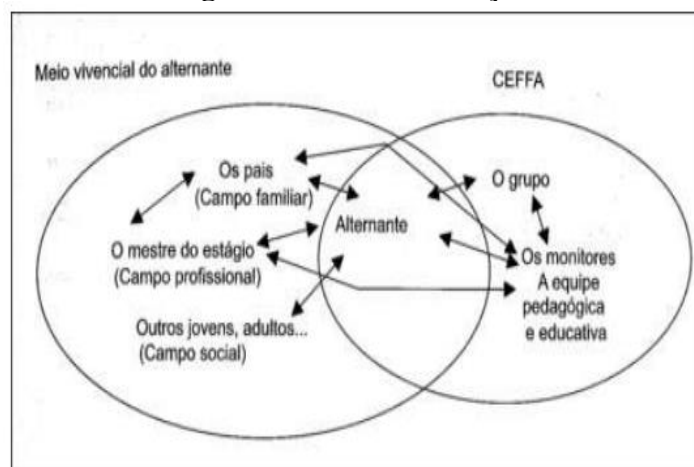 Meio vivencial do alternante
CEFFA
Os pais
(Campo familiar)
O grupo
Alternante
O mestre do estágio
(Campo profissional)
Os monitores
A equipe
pedagógica
e educativa
Outros jovens, adultos...
(Campo social)